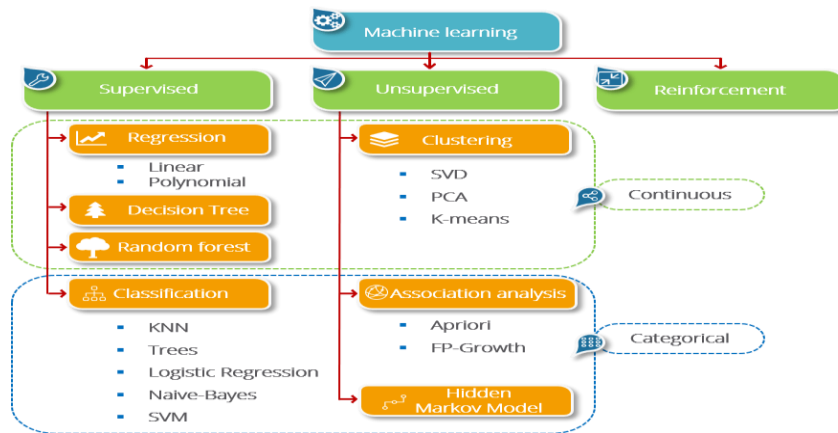 Machine learning
Supervised
Unsupervised
Reinforcement
Regression
Linear
Polynomial
Decision Tree
Random forest
Clustering
SVD
PCA
K-means
Continuous
Classification
KNN
Trees
Logistic Regression
Naive-Bayes
SVM
Association analysis
Apriori
FP-Growth
Hidden
Markov Model
Categorical